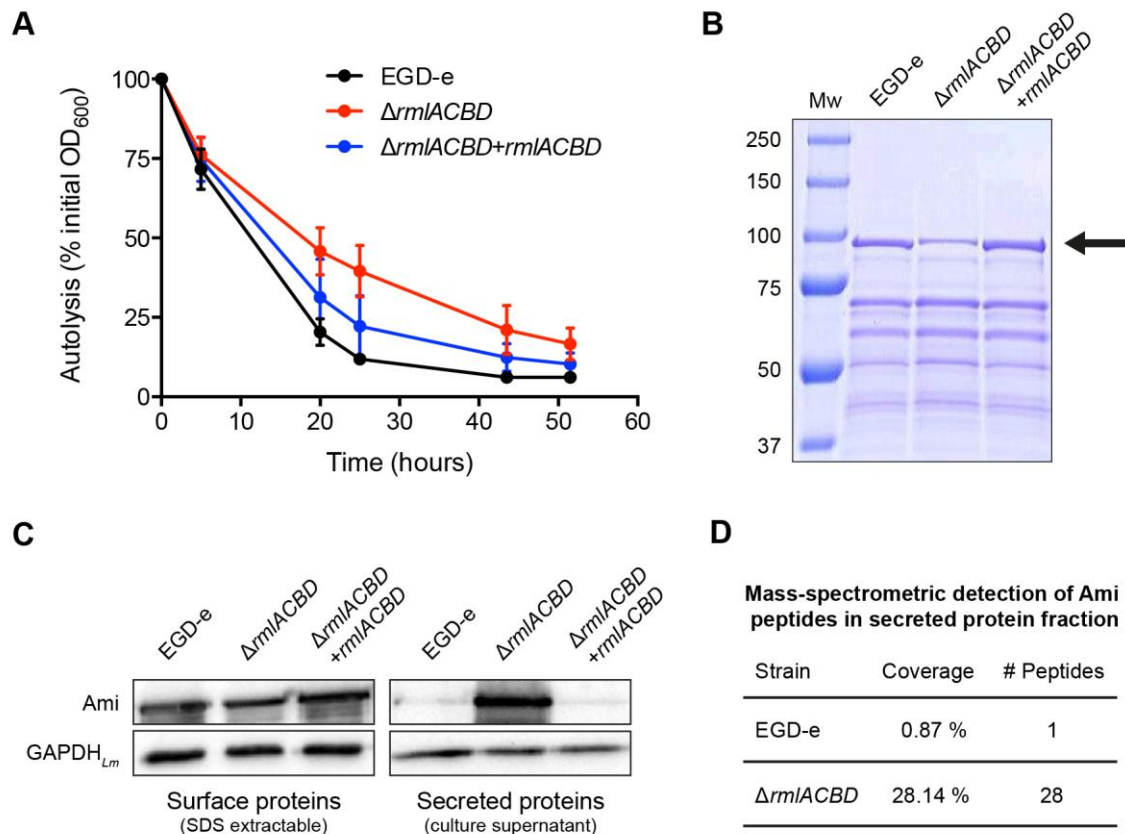 A
Autolysis (% initial OD600)
100
75
50
25
0
0 10 20 30 40 50 60
Time (hours)
EGD-e
ΔrmlACBD
ΔrmlACBD+rmlACBD
B
Mw
EGD-e
ΔrmlACBD
ΔrmlACBD
+rmlACBD
250
150
100
75
50
37
C
EGD-e
ΔrmlACBD
ΔrmlACBD
+rmlACBD
EGD-e
ΔrmlACBD
ΔrmlACBD
+rmlACBD
Ami
GAPDHLm
Surface proteins
(SDS extractable)
Secreted proteins
(culture supernatant)
D
Mass-spectrometric detection of Ami
peptides in secreted protein fraction
Strain Coverage # Peptides
EGD-e 0.87 % 1
ΔrmlACBD 28.14 % 28